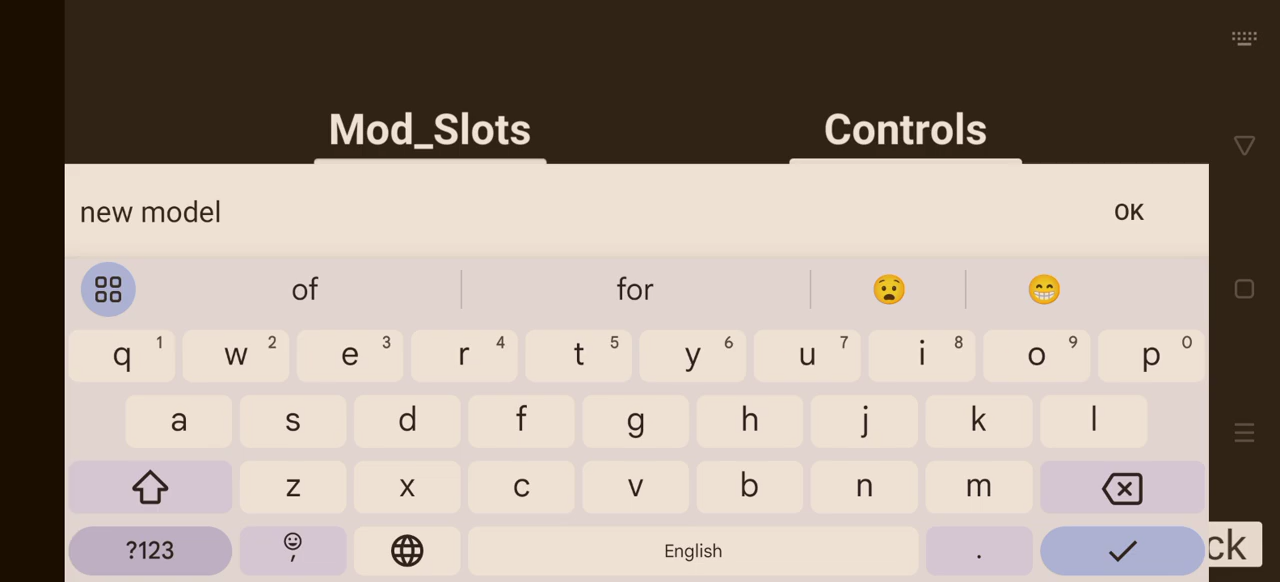 Mod_Slots Controls
new model OK
of for 😧 😁
q 1 w 2 e 3 r 4 t 5 y 6 u 7 i 8 o 9 p 0
a s d f g h j k l
z x c v b n m
?123 , English .
ck